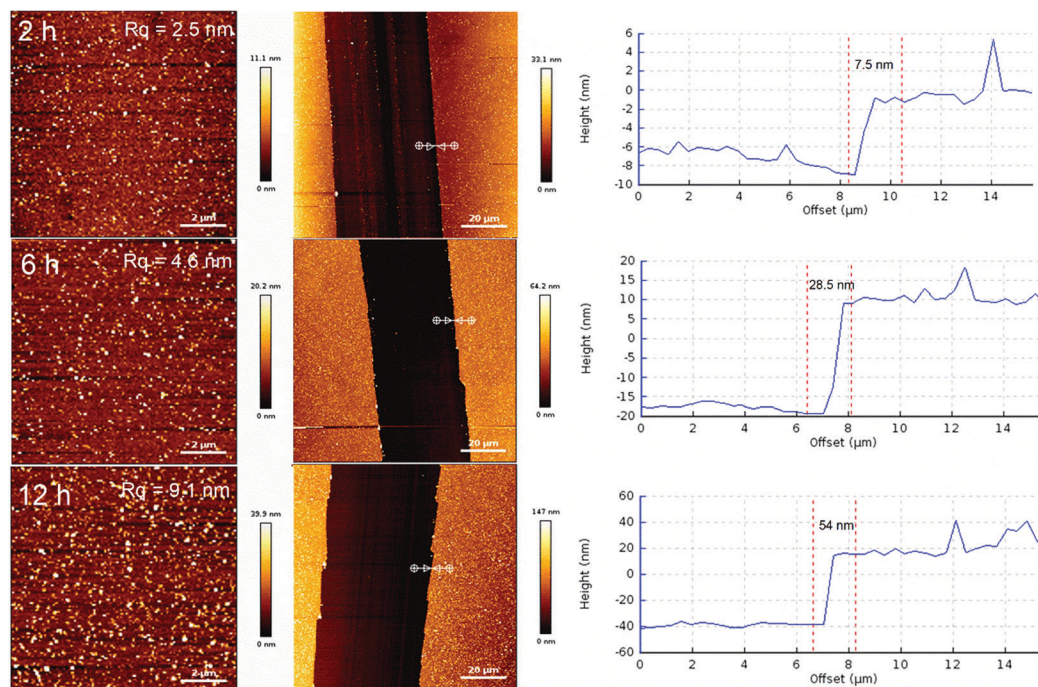 2 h Rq = 2.5 nm
11.1 nm
0 nm
2 µm
33.1 nm
0 nm
20 µm
Height (nm)
6
4
2
0
-2
-4
-6
-8
-10
7.5 nm
0 2 4 6 8 10 12 14
Offset (µm)
6 h Rq = 4.6 nm
20.2 nm
0 nm
2 µm
64.2 nm
0 nm
20 µm
Height (nm)
20
15
10
5
0
-5
-10
-15
-20
28.5 nm
0 2 4 6 8 10 12 14
Offset (µm)
12 h Rq = 9.1 nm
39.9 nm
0 nm
2 µm
147 nm
0 nm
20 µm
Height (nm)
60
40
20
0
-20
-40
-60
54 nm
0 2 4 6 8 10 12 14
Offset (µm)